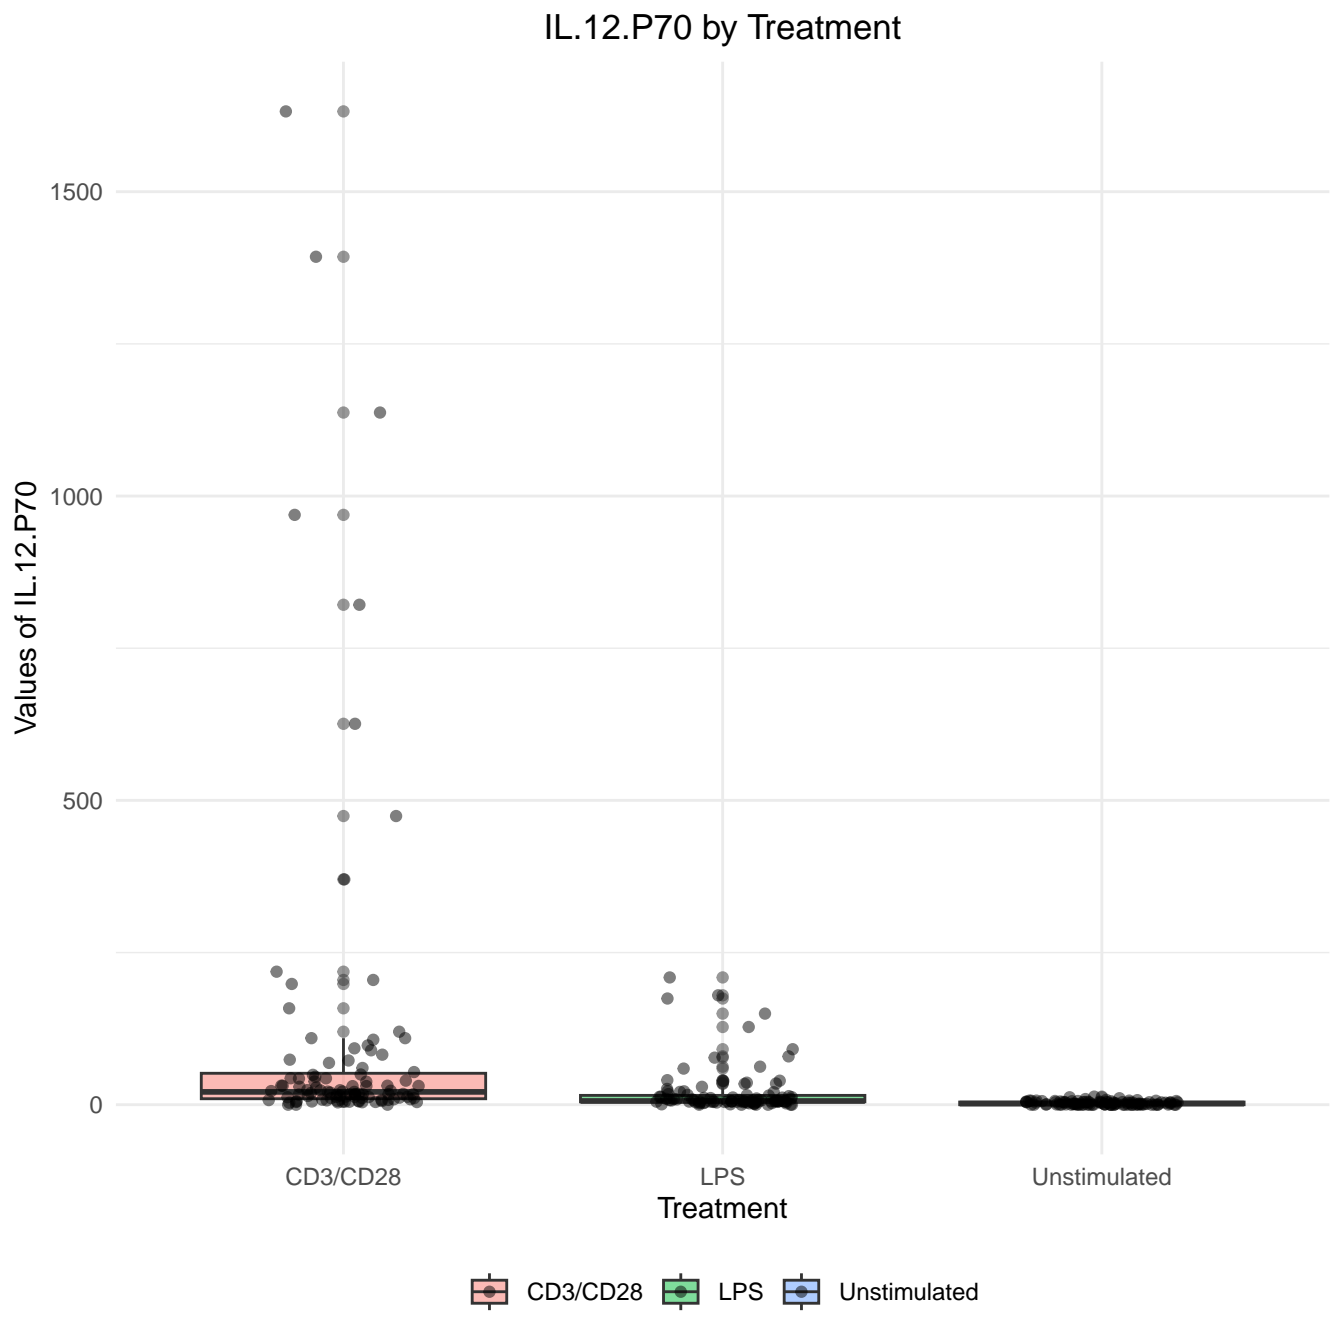 IL.12.P70 by Treatment
Values of IL.12.P70
1500
1000
500
0
CD3/CD28
LPS
Unstimulated
Treatment
CD3/CD28
LPS
Unstimulated